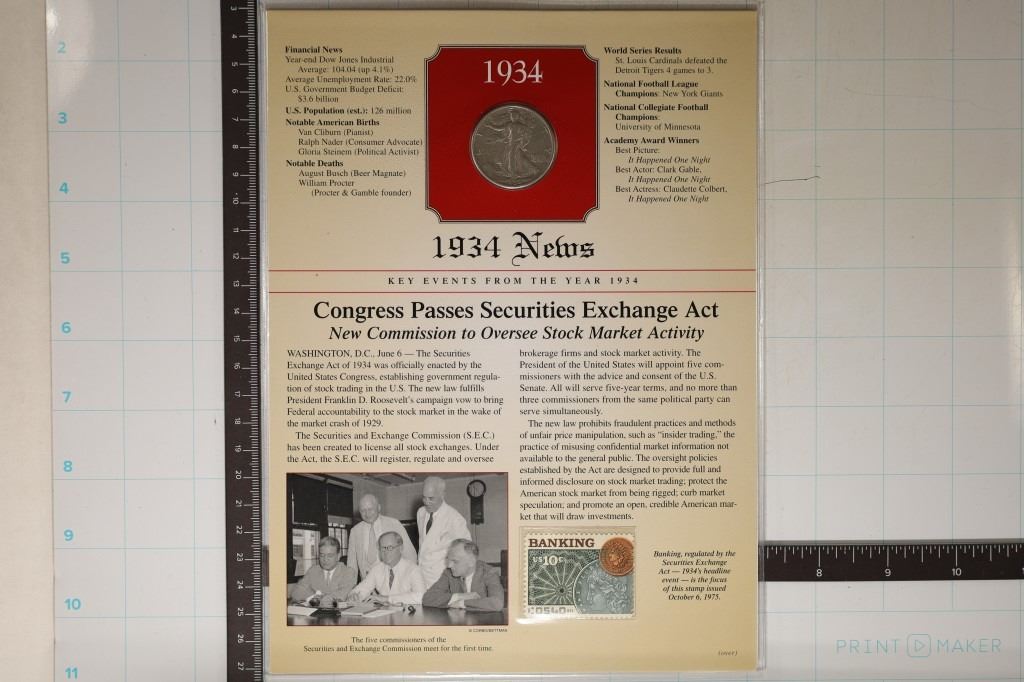 Financial News
Year-end Dow Jones Industrial
Average: 104.04 (up 4.1%)
Average Unemployment Rate: 22.0%
U.S. Government Budget Deficit:
$3.6 billion
U.S. Population (est.): 126 million
Notable American Births
Van Cliburn (Pianist)
Ralph Nader (Consumer Advocate)
Gloria Steinem (Political Activist)
Notable Deaths
August Busch (Beer Magnate)
William Procter
(Procter & Gamble founder)
1934
World Series Results
St. Louis Cardinals defeated the
Detroit Tigers 4 games to 3.
National Football League
Champions: New York Giants
National Collegiate Football
Champions:
University of Minnesota
Academy Award Winners
Best Picture:
It Happened One Night
Best Actor: Clark Gable,
It Happened One Night
Best Actress: Claudette Colbert,
It Happened One Night
1934 News
KEY EVENTS FROM THE YEAR 1934
Congress Passes Securities Exchange Act
New Commission to Oversee Stock Market Activity
WASHINGTON, D.C., June 6 — The Securities
Exchange Act of 1934 was officially enacted by the
United States Congress, establishing government regula-
tion of stock trading in the U.S. The new law fulfills
President Franklin D. Roosevelt's campaign vow to bring
Federal accountability to the stock market in the wake of
the market crash of 1929.
The Securities and Exchange Commission (S.E.C.)
has been created to license all stock exchanges. Under
the Act, the S.E.C. will register, regulate and oversee
brokerage firms and stock market activity. The
President of the United States will appoint five com-
missioners with the advice and consent of the U.S.
Senate. All will serve five-year terms, and no more than
three commissioners from the same political party can
serve simultaneously.
The new law prohibits fraudulent practices and methods
of unfair price manipulation, such as "insider trading," the
practice of misusing confidential market information not
available to the general public. The oversight policies
established by the Act are designed to provide full and
informed disclosure on stock market trading; protect the
American stock market from being rigged; curb market
speculation; and promote an open, credible American mar-
ket that will draw investments.
© CORBIS/BETTMAN
The five commissioners of the
Securities and Exchange Commission meet for the first time.
BANKING
US 10c
Banking, regulated by the
Securities Exchange
Act — 1934's headline
event — is the focus
of this stamp issued
October 6, 1975.
(over)
2
3
4
5
6
7
8
9
10
11
8
9
10
PRINT MAKER